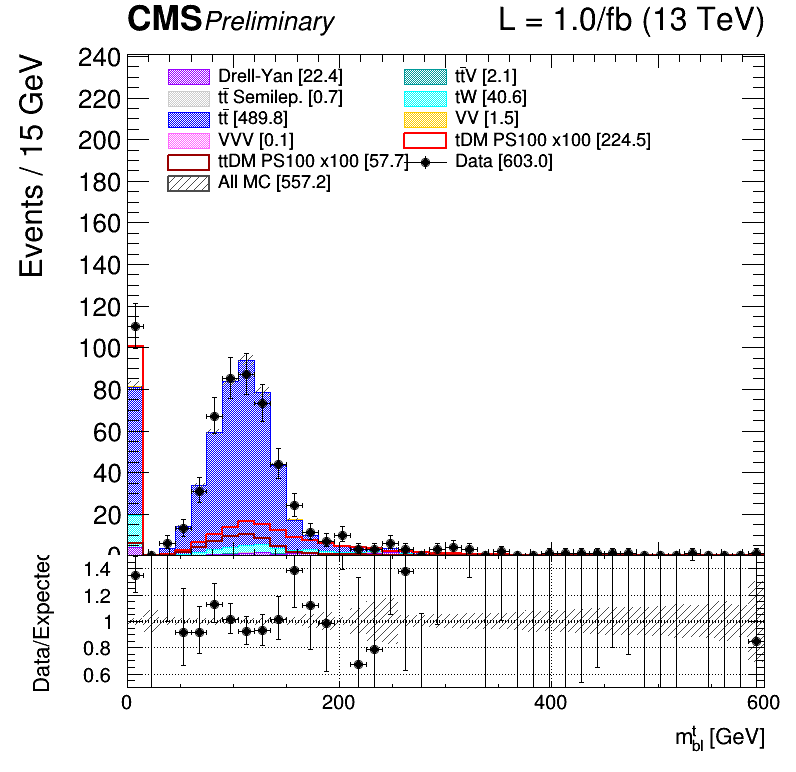 CMS Preliminary L = 1.0/fb (13 TeV)
Events / 15 GeV
240
220
200
180
160
140
120
100
80
60
40
20
0
Drell-Yan [22.4] tt̄V [2.1]
tt̄ Semilep. [0.7] tW [40.6]
tt̄ [489.8] VV [1.5]
VVV [0.1] tDM PS100 x100 [224.5]
ttDM PS100 x100 [57.7] Data [603.0]
All MC [557.2]
Data/Expected
1.4
1.2
1
0.8
0.6
0 200 400 600
m^t_bl [GeV]